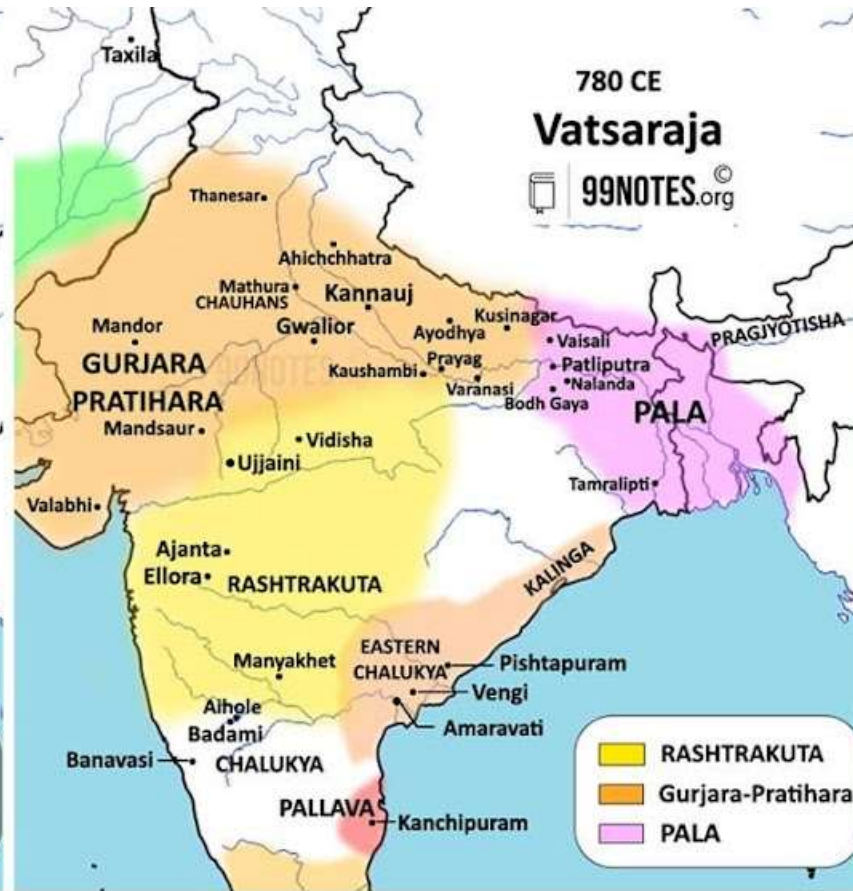 780 CE
Vatsaraja
99NOTES.org
©
Taxila
Thanesar
Ahichchhatra
Mathura
CHAUHANS
Kannauj
Gwalior
Ayodhya
Kusinagar
PRAGJYOTISHA
Mandor
Vaisali
GURJARA
PRATIHARA
99NOTES
Kaushambi
Prayag
Varanasi
Patliputra
Nalanda
Bodh Gaya
PALA
Mandsaur
Vidisha
Ujjaini
Tamralipti
Valabhi
Ajanta
Ellora
RASHTRAKUTA
KALINGA
EASTERN
CHALUKYA
Pishtapuram
Manyakhet
Vengi
Aihole
Badami
Amaravati
Banavasi
CHALUKYA
PALLAVA
Kanchipuram
RASHTRAKUTA
Gurjara-Pratihara
PALA